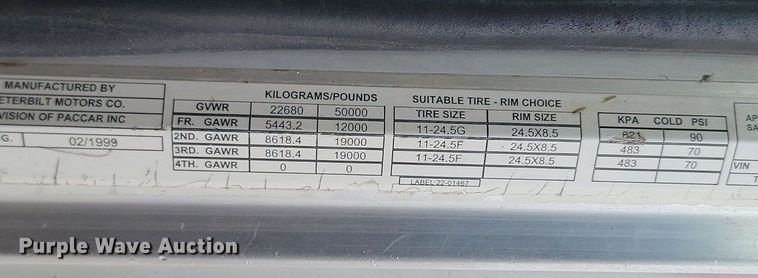 MANUFACTURED BY
ETERBILT MOTORS CO.
VISION OF PACCAR INC
G. 02/1999
KILOGRAMS/POUNDS
GVWR 22680 50000
FR. GAWR 5443.2 12000
2ND. GAWR 8618.4 19000
3RD. GAWR 8618.4 19000
4TH. GAWR 0 0
SUITABLE TIRE - RIM CHOICE
TIRE SIZE RIM SIZE
11-24.5G 24.5X8.5
11-24.5F 24.5X8.5
11-24.5F 24.5X8.5
LABEL 22-01467
KPA COLD PSI
621 90
483 70
483 70
AP
SA
VIN
T
Purple Wave Auction